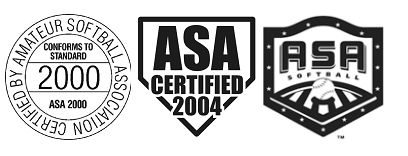 CERTIFIED BY AMATEUR SOFTBALL ASSOCIATION
CONFORMS TO
STANDARD
2000
ASA 2000
ASA
CERTIFIED
2004
ASA
SOFTBALL
TM